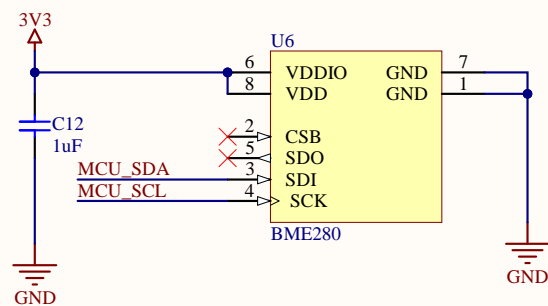 3V3
U6
6 VDDIO GND 7
8 VDD GND 1
C12
1uF
2 CSB
5 SDO
MCU_SDA 3 SDI
MCU_SCL 4 SCK
BME280
GND
GND